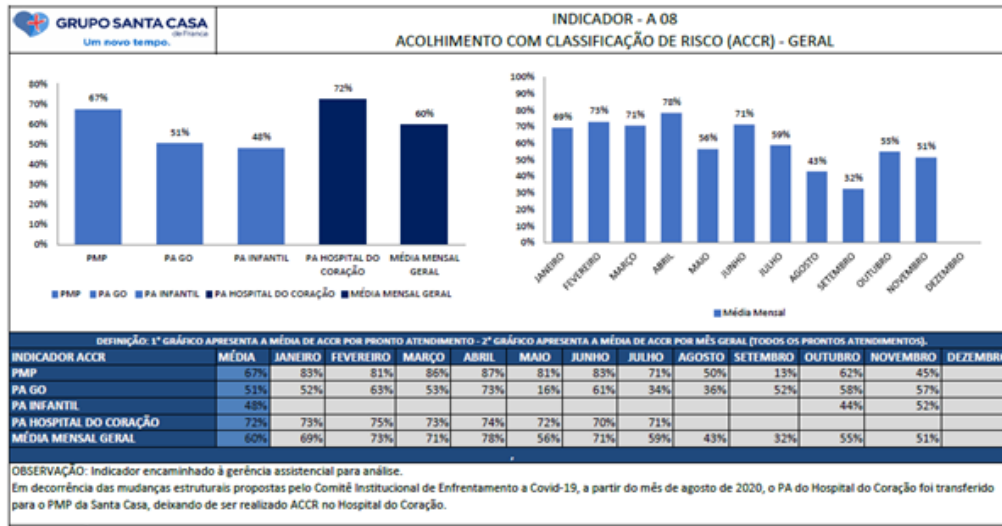 GRUPO SANTA CASA
de Franca
Um novo tempo.
INDICADOR - A 08
ACOLHIMENTO COM CLASSIFICAÇÃO DE RISCO (ACCR) - GERAL
80%
70%
60%
50%
40%
30%
20%
10%
0%
67%
51%
48%
72%
60%
PMP
PA GO
PA INFANTIL
PA HOSPITAL DO CORAÇÃO
MÉDIA MENSAL GERAL
PMP PA GO PA INFANTIL PA HOSPITAL DO CORAÇÃO MÉDIA MENSAL GERAL
100%
90%
80%
70%
60%
50%
40%
30%
20%
10%
0%
69%
73%
71%
78%
56%
71%
59%
43%
32%
55%
51%
JANEIRO
FEVEREIRO
MARÇO
ABRIL
MAIO
JUNHO
JULHO
AGOSTO
SETEMBRO
OUTUBRO
NOVEMBRO
DEZEMBRO
Média Mensal
DEFINIÇÃO: 1° GRÁFICO APRESENTA A MÉDIA DE ACCR POR PRONTO ATENDIMENTO - 2° GRÁFICO APRESENTA A MÉDIA DE ACCR POR MÊS GERAL (TODOS OS PRONTOS ATENDIMENTOS).
INDICADOR ACCR MÉDIA JANEIRO FEVEREIRO MARÇO ABRIL MAIO JUNHO JULHO AGOSTO SETEMBRO OUTUBRO NOVEMBRO DEZEMBRO
PMP 67% 83% 81% 86% 87% 81% 83% 71% 50% 13% 62% 45%
PA GO 51% 52% 63% 53% 73% 16% 61% 34% 36% 52% 58% 57%
PA INFANTIL 48% 44% 52%
PA HOSPITAL DO CORAÇÃO 72% 73% 75% 73% 74% 72% 70% 71%
MÉDIA MENSAL GERAL 60% 69% 73% 71% 78% 56% 71% 59% 43% 32% 55% 51%
OBSERVAÇÃO: Indicador encaminhado à gerência assistencial para análise.
Em decorrência das mudanças estruturais propostas pelo Comitê Institucional de Enfrentamento a Covid-19, a partir do mês de agosto de 2020, o PA do Hospital do Coração foi transferido
para o PMP da Santa Casa, deixando de ser realizado ACCR no Hospital do Coração.